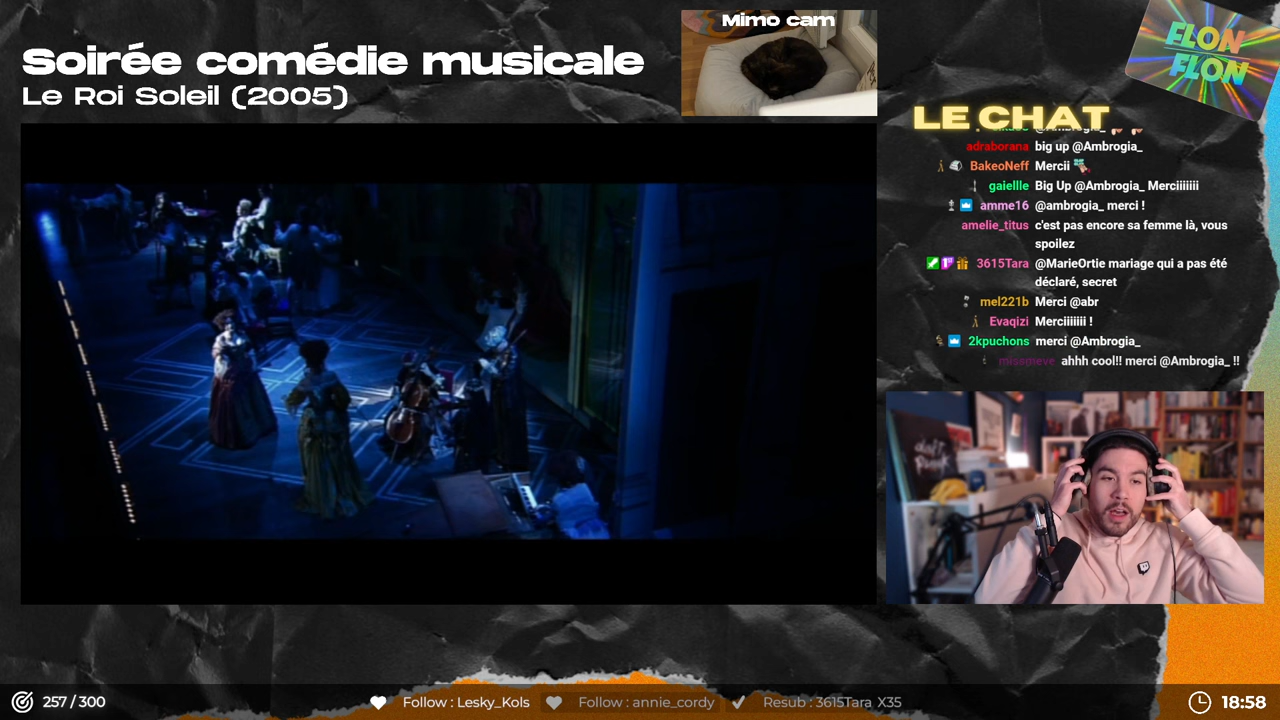 Soirée comédie musicale
Le Roi Soleil (2005)
Mimo cam
FLON
FLON
LE CHAT
@Ambrogia_
adraborana big up @Ambrogia_
BakeoNeff Mercii
gaiellle Big Up @Ambrogia_ Merciiiiiii
amme16 @ambrogia_ merci !
amelie_titus c'est pas encore sa femme là, vous
spoilez
3615Tara @MarieOrtie mariage qui a pas été
déclaré, secret
mel221b Merci @abr
Evaqizi Merciiiiiii !
2kpuchons merci @Ambrogia_
missmeve ahhh cool!! merci @Ambrogia_ !!
257 / 300
Follow : Lesky_Kols
Follow : annie_cordy
Resub : 3615Tara X35
18:58